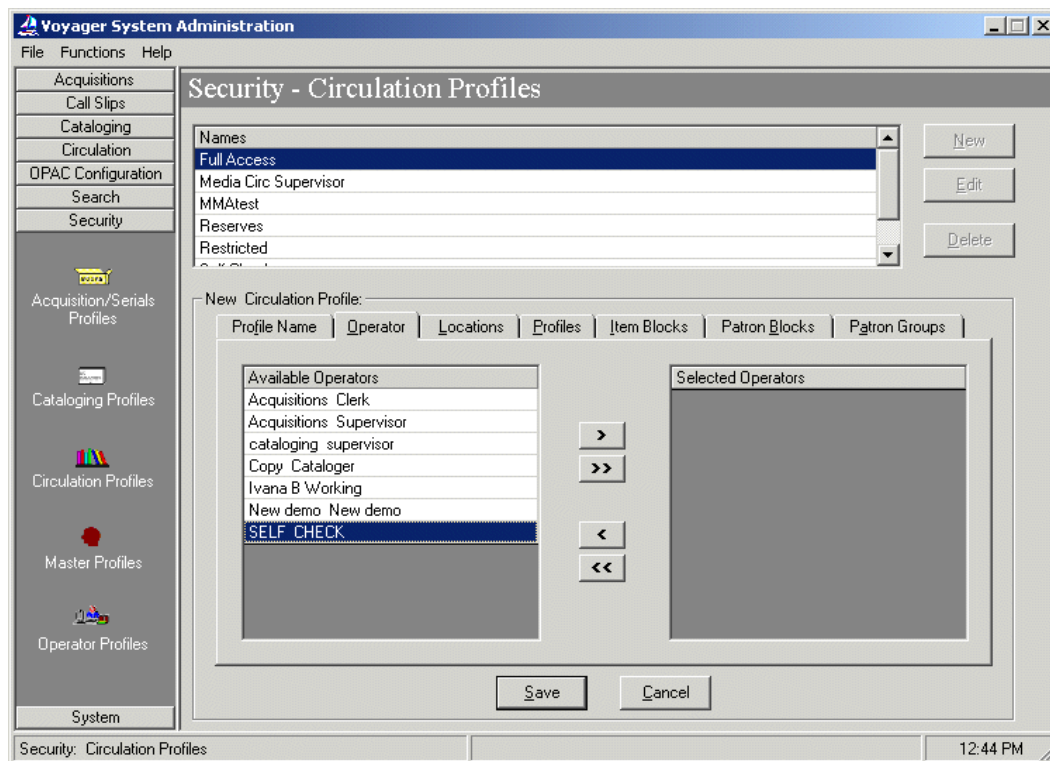 Voyager System Administration
File Functions Help
Acquisitions
Call Slips
Cataloging
Circulation
OPAC Configuration
Search
Security
Acquisition/Serials
Profiles
Cataloging Profiles
Circulation Profiles
Master Profiles
Operator Profiles
System
Security - Circulation Profiles
Names
Full Access
Media Circ Supervisor
MMAtest
Reserves
Restricted
New
Edit
Delete
New Circulation Profile:
Profile Name Operator Locations Profiles Item Blocks Patron Blocks Patron Groups
Available Operators
Acquisitions Clerk
Acquisitions Supervisor
cataloging supervisor
Copy Cataloger
Ivana B Working
New demo New demo
SELF CHECK
>
>>
<
<<
Selected Operators
Save Cancel
Security: Circulation Profiles
12:44 PM